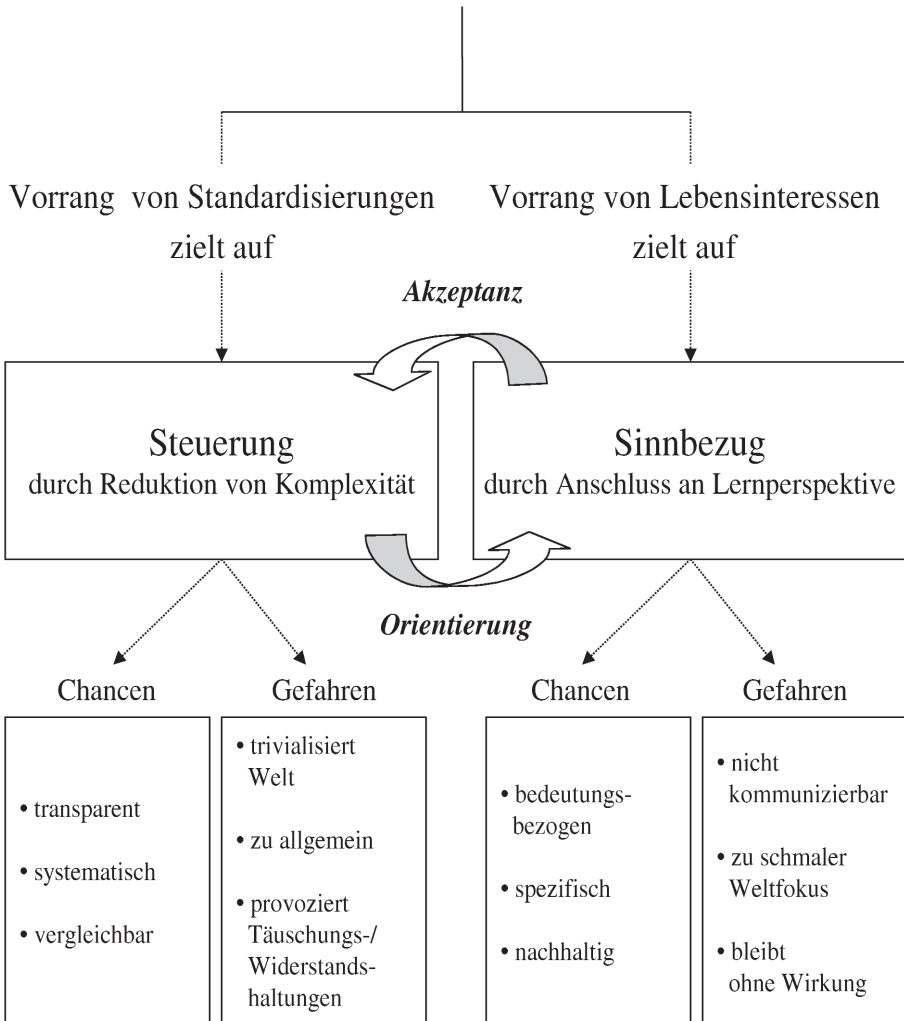 Vorrang von Standardisierungen
zielt auf
Vorrang von Lebensinteressen
zielt auf
Akzeptanz
Steuerung
durch Reduktion von Komplexität
Sinnbezug
durch Anschluss an Lernperspektive
Orientierung
Chancen
• transparent
• systematisch
• vergleichbar
Gefahren
• trivialisiert
Welt
• zu allgemein
• provoziert
Täuschungs-/
Widerstands-
haltungen
Chancen
• bedeutungs-
bezogen
• spezifisch
• nachhaltig
Gefahren
• nicht
kommunizierbar
• zu schmaler
Weltfokus
• bleibt
ohne Wirkung